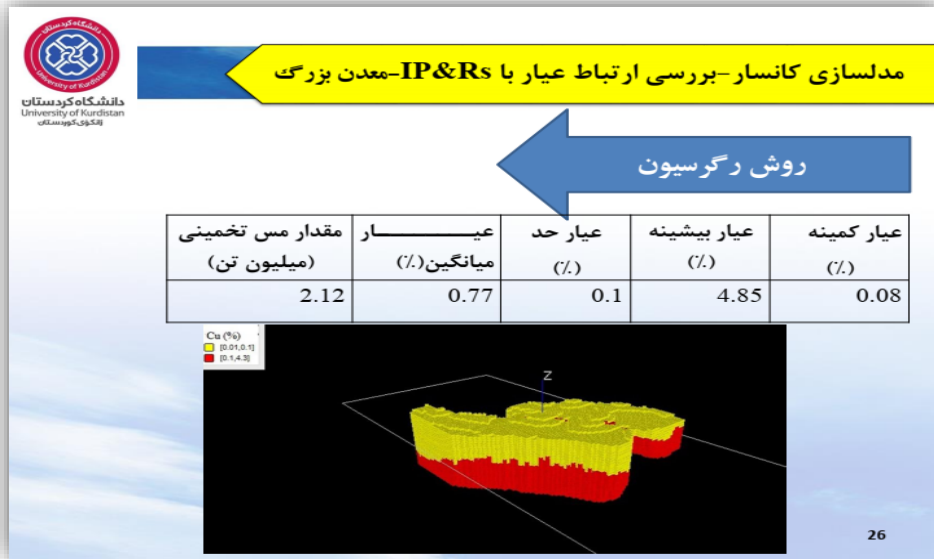 دانشگاه کردستان
University of Kurdistan
زانکۆی کوردستان
مدلسازی کانسار-بررسی ارتباط عیار با IP&Rs-معدن بزرگ
روش رگرسیون
عیار کمینه (٪) | عیار بیشینه (٪) | عیار حد (٪) | عیـــــــار میانگین(٪) | مقدار مس تخمینی (میلیون تن)
0.08 | 4.85 | 0.1 | 0.77 | 2.12
Cu (%)
[0.01,0.1]
[0.1,4.3]
Z
26